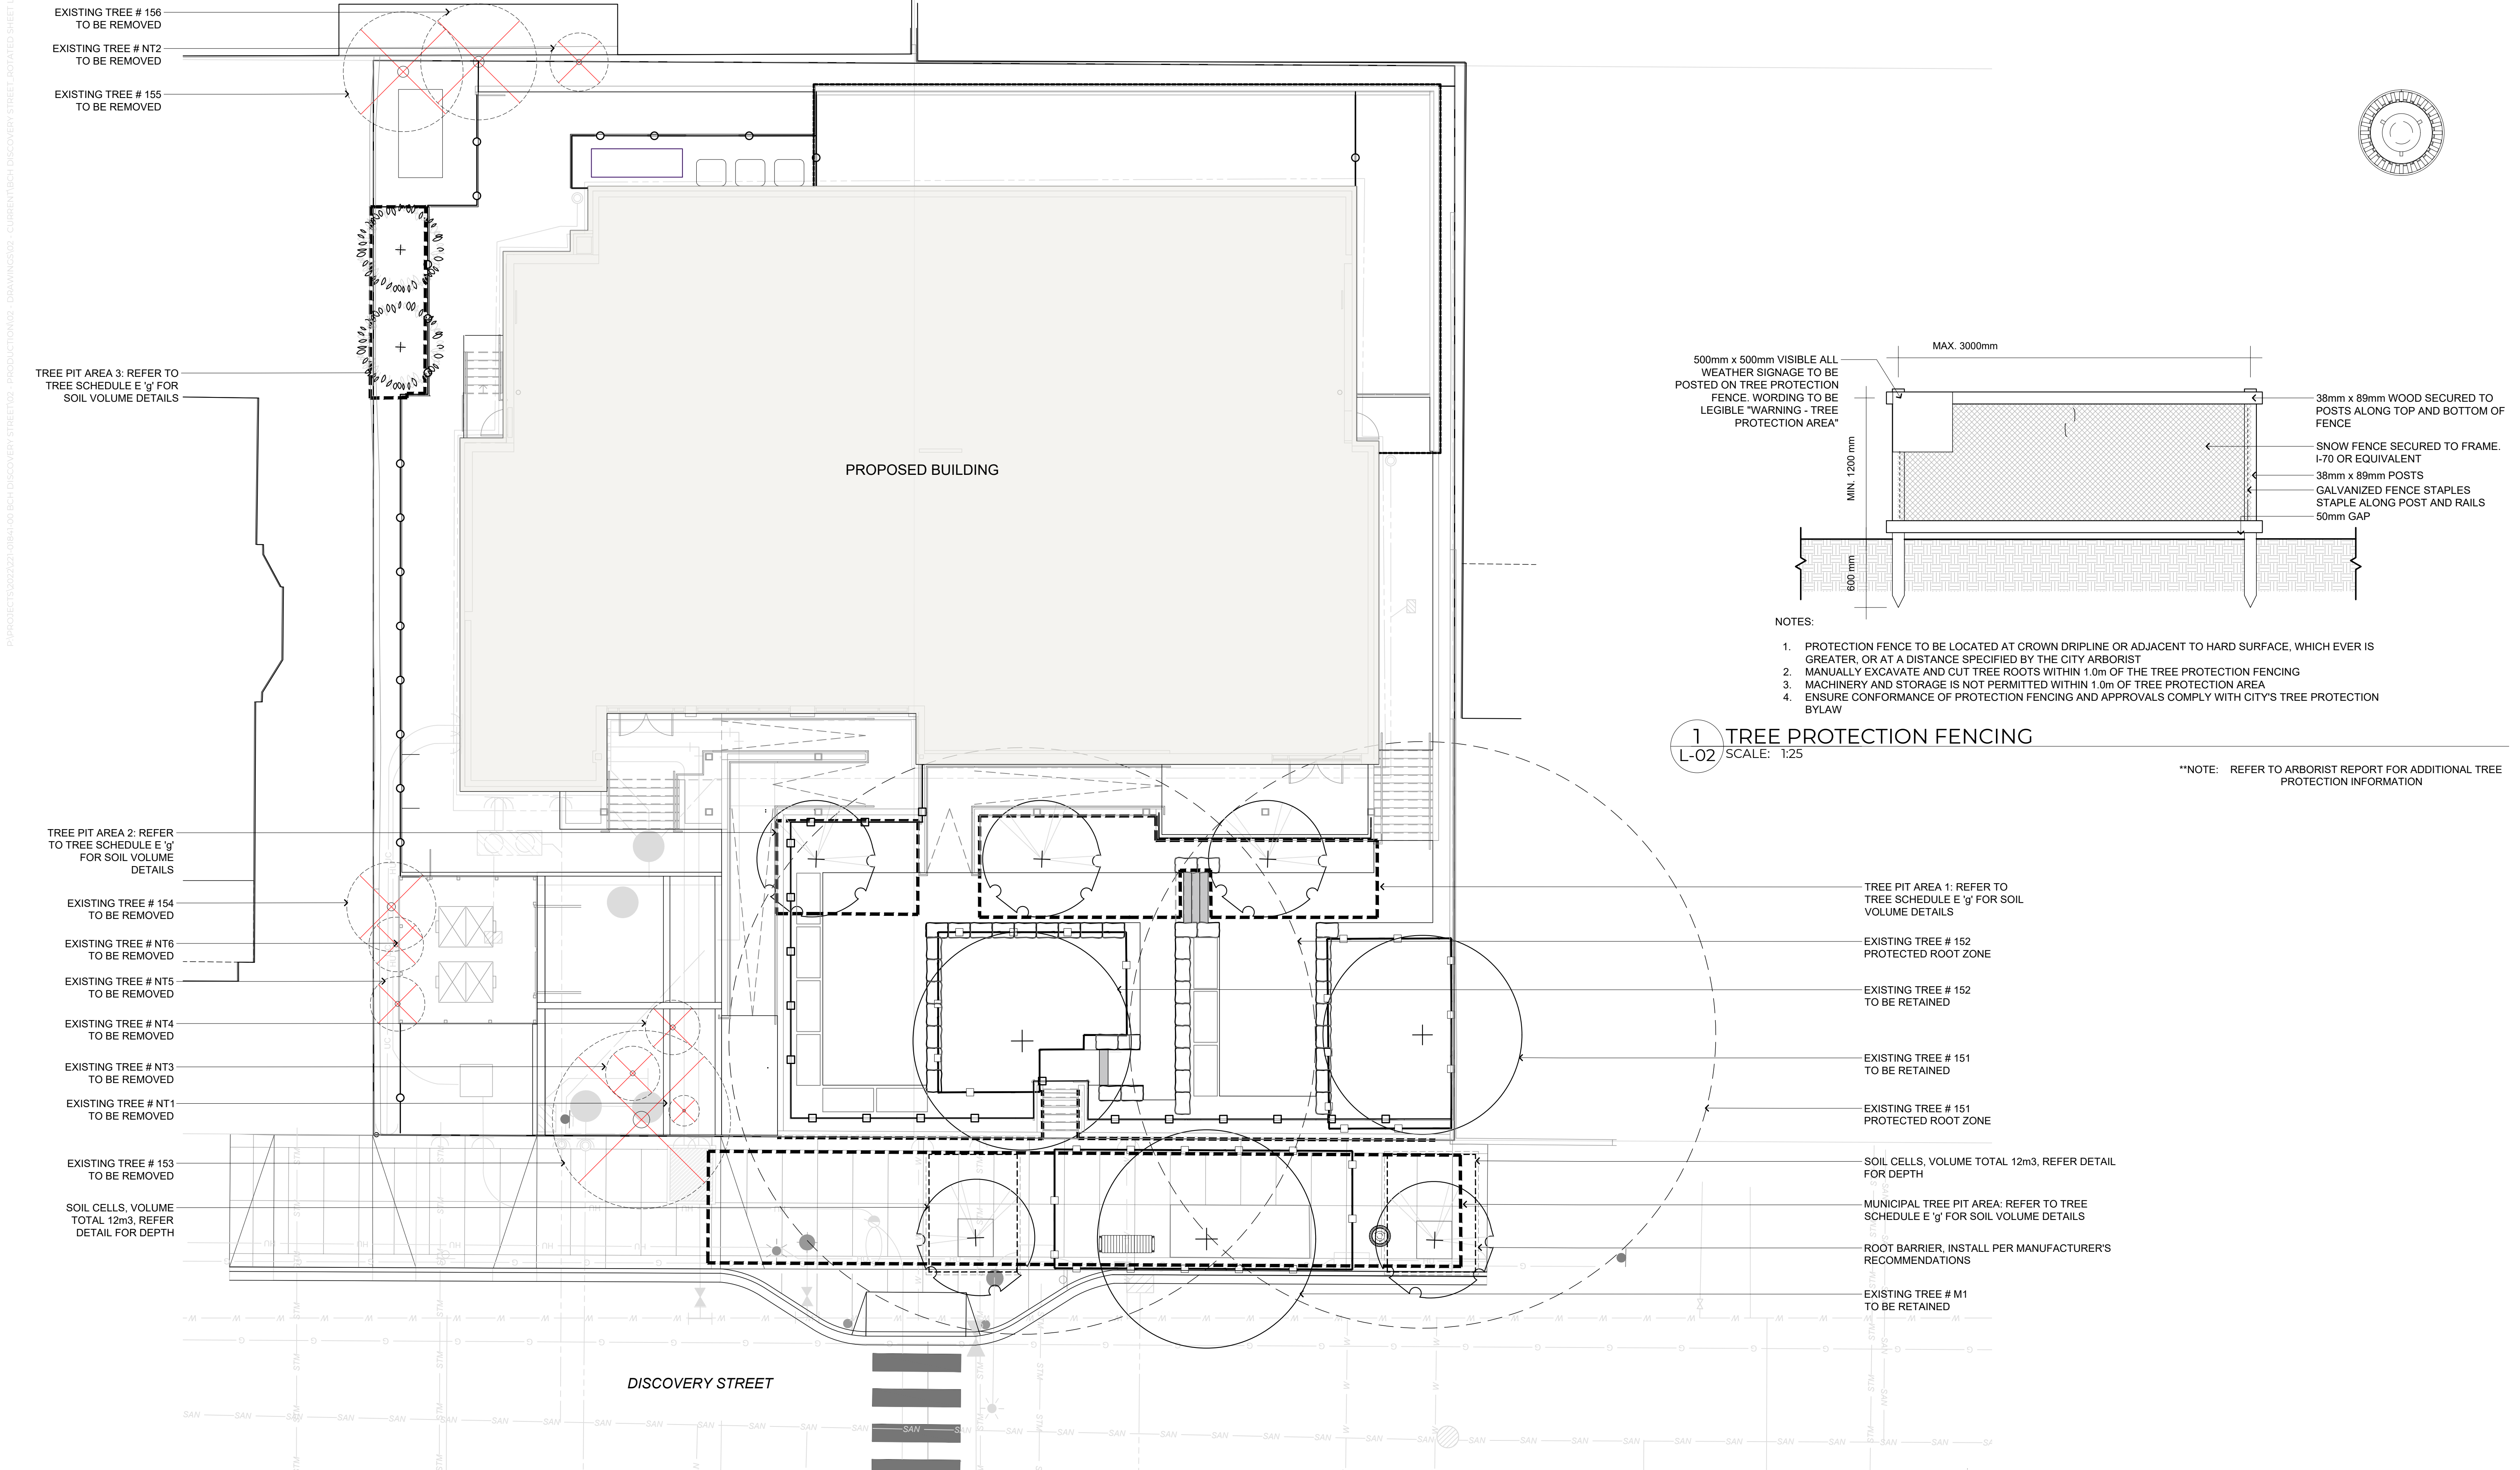 EXISTING TREE # 156
TO BE REMOVED
EXISTING TREE # NT2
TO BE REMOVED
EXISTING TREE # 155
TO BE REMOVED
TREE PIT AREA 3: REFER TO
TREE SCHEDULE E 'g' FOR
SOIL VOLUME DETAILS
TREE PIT AREA 2: REFER
TO TREE SCHEDULE E 'g'
FOR SOIL VOLUME
DETAILS
EXISTING TREE # 154
TO BE REMOVED
EXISTING TREE # NT6
TO BE REMOVED
EXISTING TREE # NT5
TO BE REMOVED
EXISTING TREE # NT4
TO BE REMOVED
EXISTING TREE # NT3
TO BE REMOVED
EXISTING TREE # NT1
TO BE REMOVED
EXISTING TREE # 153
TO BE REMOVED
SOIL CELLS, VOLUME
TOTAL 12m3, REFER
DETAIL FOR DEPTH
PROPOSED BUILDING
DISCOVERY STREET
MAX. 3000mm
500mm x 500mm VISIBLE ALL
WEATHER SIGNAGE TO BE
POSTED ON TREE PROTECTION
FENCE. WORDING TO BE
LEGIBLE "WARNING - TREE
PROTECTION AREA"
MIN. 1200 mm
600 mm
38mm x 89mm WOOD SECURED TO
POSTS ALONG TOP AND BOTTOM OF
FENCE
SNOW FENCE SECURED TO FRAME.
I-70 OR EQUIVALENT
38mm x 89mm POSTS
GALVANIZED FENCE STAPLES
STAPLE ALONG POST AND RAILS
50mm GAP
NOTES:
1. PROTECTION FENCE TO BE LOCATED AT CROWN DRIPLINE OR ADJACENT TO HARD SURFACE, WHICH EVER IS
GREATER, OR AT A DISTANCE SPECIFIED BY THE CITY ARBORIST
2. MANUALLY EXCAVATE AND CUT TREE ROOTS WITHIN 1.0m OF THE TREE PROTECTION FENCING
3. MACHINERY AND STORAGE IS NOT PERMITTED WITHIN 1.0m OF TREE PROTECTION AREA
4. ENSURE CONFORMANCE OF PROTECTION FENCING AND APPROVALS COMPLY WITH CITY'S TREE PROTECTION
BYLAW
1 TREE PROTECTION FENCING
L-02 SCALE: 1:25
**NOTE: REFER TO ARBORIST REPORT FOR ADDITIONAL TREE
PROTECTION INFORMATION
TREE PIT AREA 1: REFER TO
TREE SCHEDULE E 'g' FOR SOIL
VOLUME DETAILS
EXISTING TREE # 152
PROTECTED ROOT ZONE
EXISTING TREE # 152
TO BE RETAINED
EXISTING TREE # 151
TO BE RETAINED
EXISTING TREE # 151
PROTECTED ROOT ZONE
SOIL CELLS, VOLUME TOTAL 12m3, REFER DETAIL
FOR DEPTH
MUNICIPAL TREE PIT AREA: REFER TO TREE
SCHEDULE E 'g' FOR SOIL VOLUME DETAILS
ROOT BARRIER, INSTALL PER MANUFACTURER'S
RECOMMENDATIONS
EXISTING TREE # M1
TO BE RETAINED